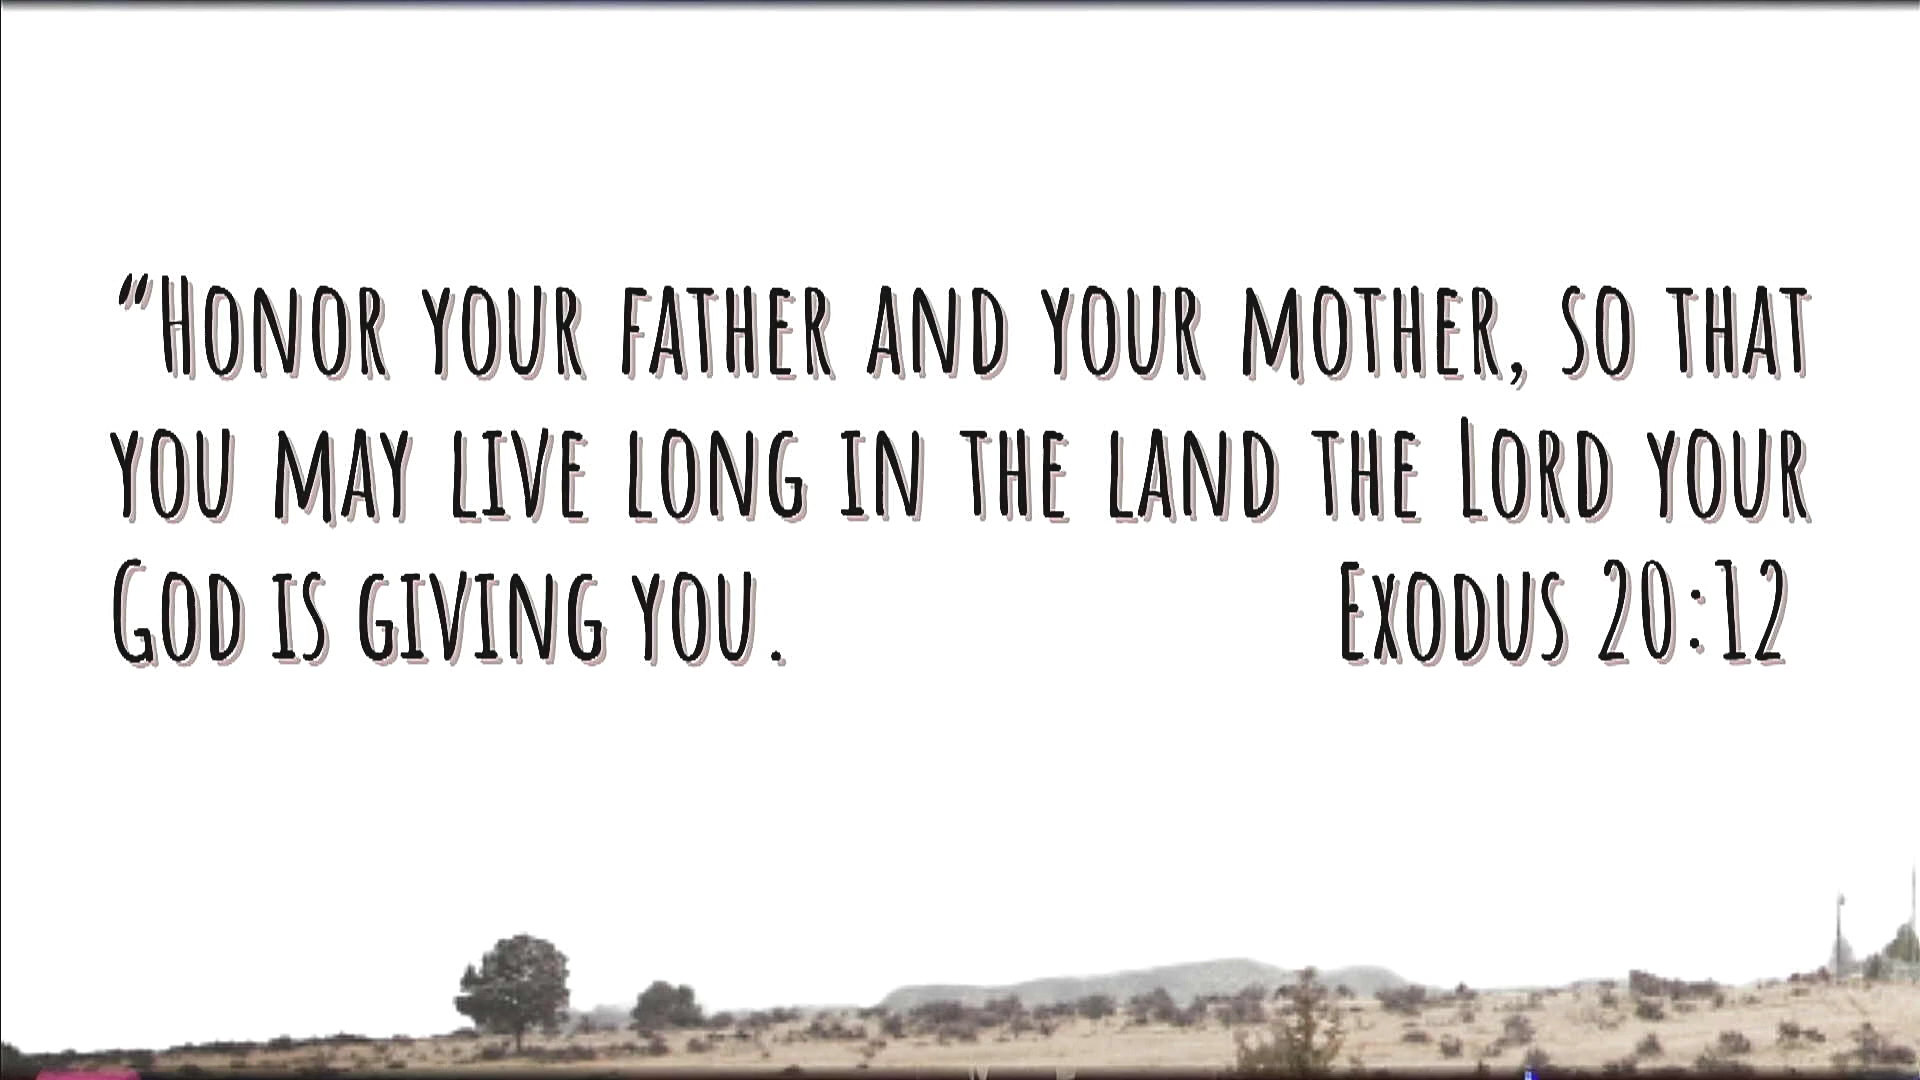 “Honor your father and your mother, so that
you may live long in the land the Lord your
God is giving you. Exodus 20:12